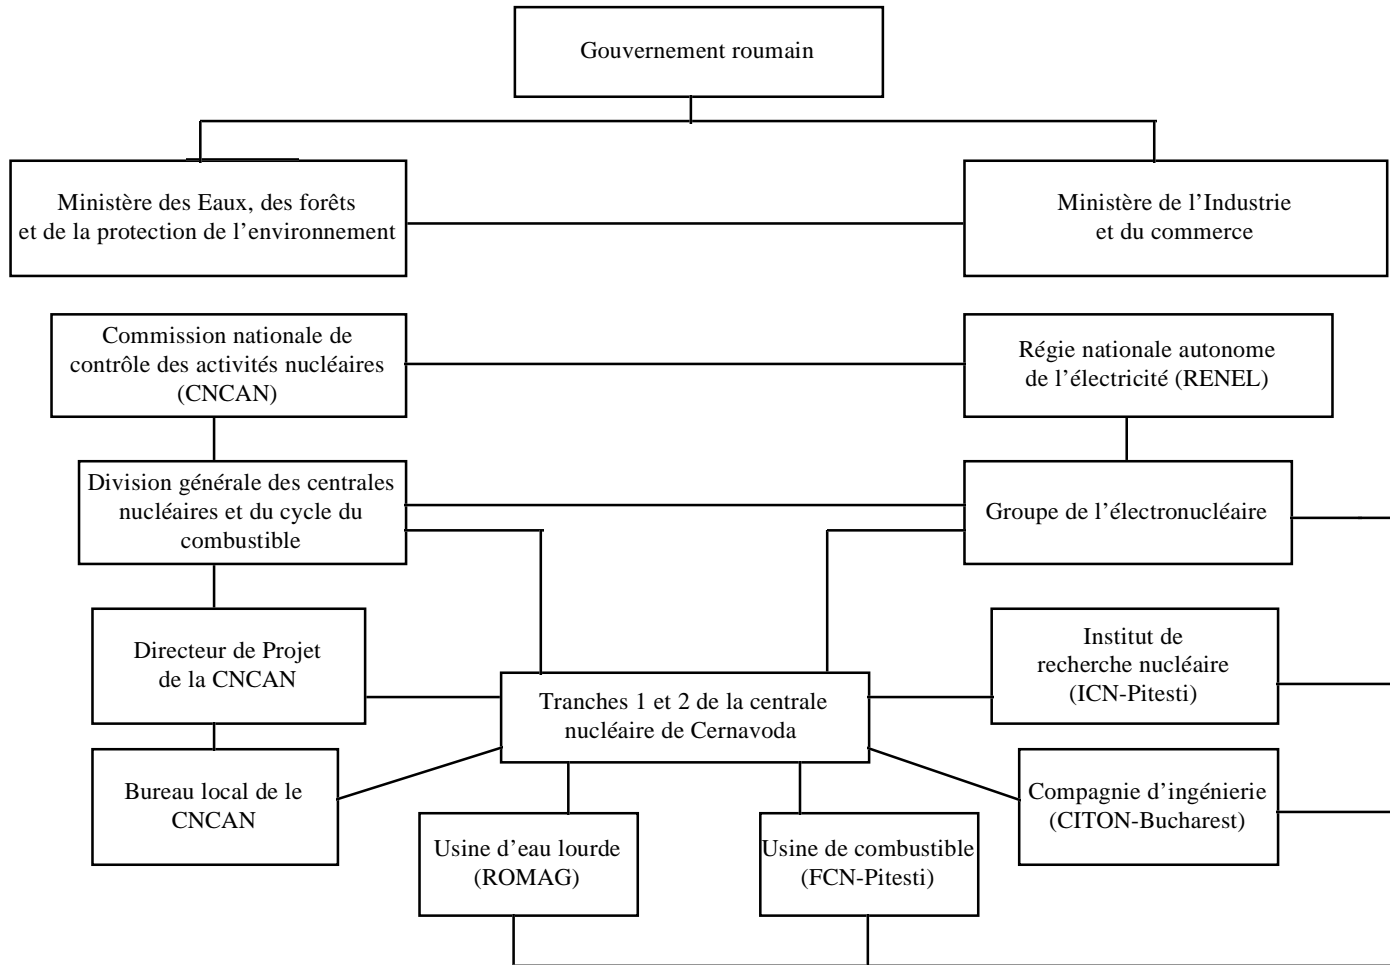 Gouvernement roumain
Ministère des Eaux, des forêts
et de la protection de l’environnement
Ministère de l’Industrie
et du commerce
Commission nationale de
contrôle des activités nucléaires
(CNCAN)
Régie nationale autonome
de l’électricité (RENEL)
Division générale des centrales
nucléaires et du cycle du
combustible
Groupe de l’électronucléaire
Directeur de Projet
de la CNCAN
Tranches 1 et 2 de la centrale
nucléaire de Cernavoda
Institut de
recherche nucléaire
(ICN-Pitesti)
Bureau local de le
CNCAN
Compagnie d’ingénierie
(CITON-Bucharest)
Usine d’eau lourde
(ROMAG)
Usine de combustible
(FCN-Pitesti)